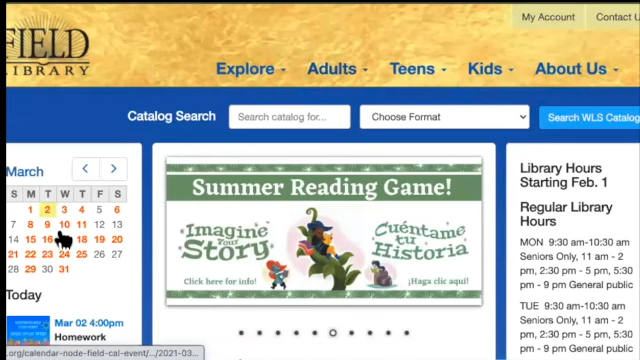 My Account
Contact U
FIELD
LIBRARY
Explore
Adults
Teens
Kids
About Us
Catalog Search
Search catalog for...
Choose Format
Search WLS Catalog
March
S M T W T F S
1 2 3 4 5 6
7 8 9 10 11 12
14 15 16 18 19 20
21 22 23 24 25 26
28 29 30 31
Today
Mar 02 4:00pm
Homework
Summer Reading Game!
Imagine
Your
Story
Click here for info!
Cuéntame
tu
Historia
¡Haga clic aquí!
Library Hours
Starting Feb. 1
Regular Library
Hours
MON 9:30 am-10:30 am
Seniors Only, 11 am - 2
pm, 2:30 pm - 5 pm, 5:30
pm - 9 pm General public
TUE 9:30 am-10:30 am
Seniors Only, 11 am - 2
pm, 2:30 pm - 5 pm, 5:30
pm - 9 pm General public
.org/calendar-node-field-cal-event/.../2021-03...